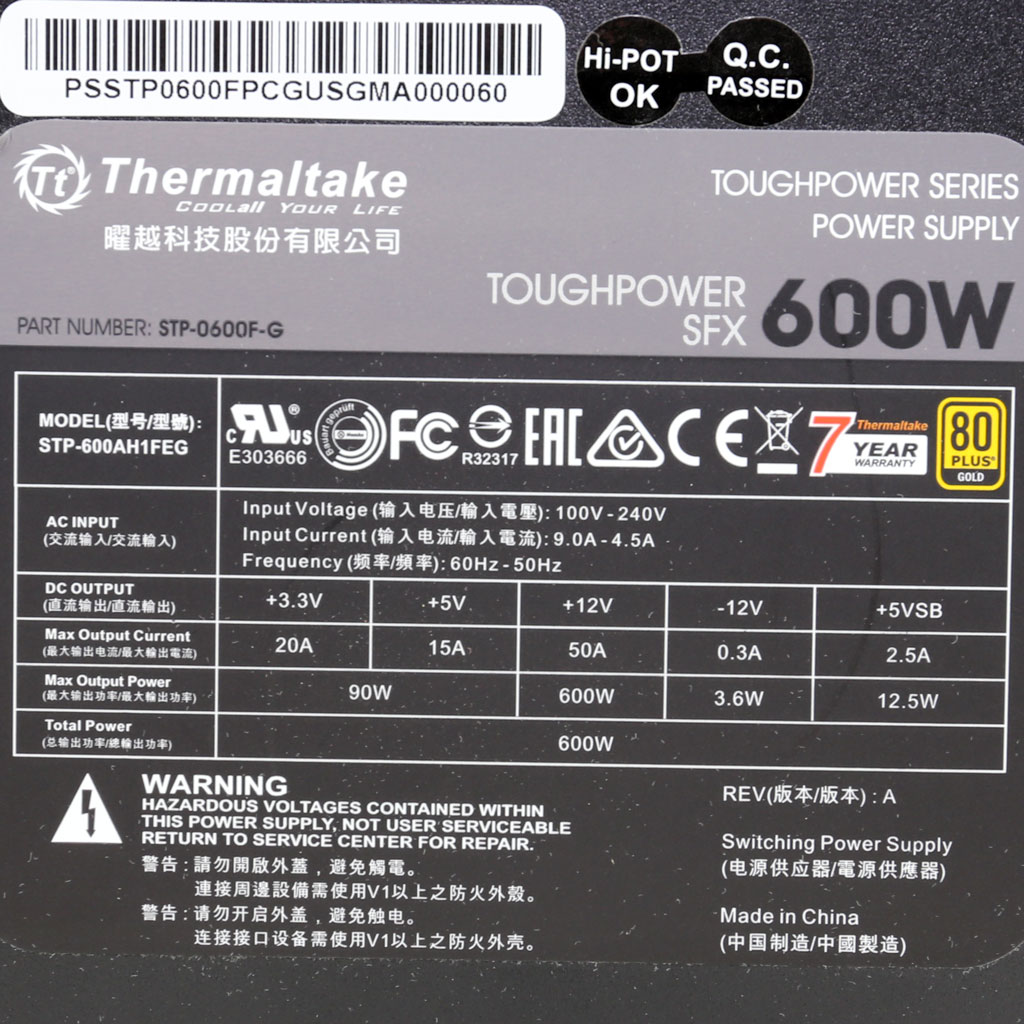 PSSTP0600FPCGUSGMA000060
Hi-POT
OK
Q.C.
PASSED
Tt® Thermaltake
COOLall YOUR LIFE
曜越科技股份有限公司
TOUGHPOWER SERIES
POWER SUPPLY
TOUGHPOWER
SFX 600W
PART NUMBER: STP-0600F-G
MODEL(型号/型號):
STP-600AH1FEG
c RU US ®
E303666
Bauart geprüft
FC
R32317
EAC
CE
7 YEAR
Thermaltake
WARRANTY
80
PLUS®
GOLD
AC INPUT
(交流输入/交流輸入)
Input Voltage (输入电压/輸入電壓): 100V - 240V
Input Current (输入电流/輸入電流): 9.0A - 4.5A
Frequency (频率/頻率): 60Hz - 50Hz
DC OUTPUT
(直流输出/直流輸出)
+3.3V +5V +12V -12V +5VSB
Max Output Current
(最大输出电流/最大輸出電流)
20A 15A 50A 0.3A 2.5A
Max Output Power
(最大输出功率/最大輸出功率)
90W 600W 3.6W 12.5W
Total Power
(总输出功率/總輸出功率)
600W
WARNING
HAZARDOUS VOLTAGES CONTAINED WITHIN
THIS POWER SUPPLY, NOT USER SERVICEABLE
RETURN TO SERVICE CENTER FOR REPAIR.
警告 : 請勿開啟外蓋，避免觸電。
連接周邊設備需使用V1以上之防火外殼。
警告 : 请勿开启外盖，避免触电。
连接接口设备需使用V1以上之防火外壳。
REV(版本/版本) : A
Switching Power Supply
(电源供应器/電源供應器)
Made in China
(中国制造/中國製造)